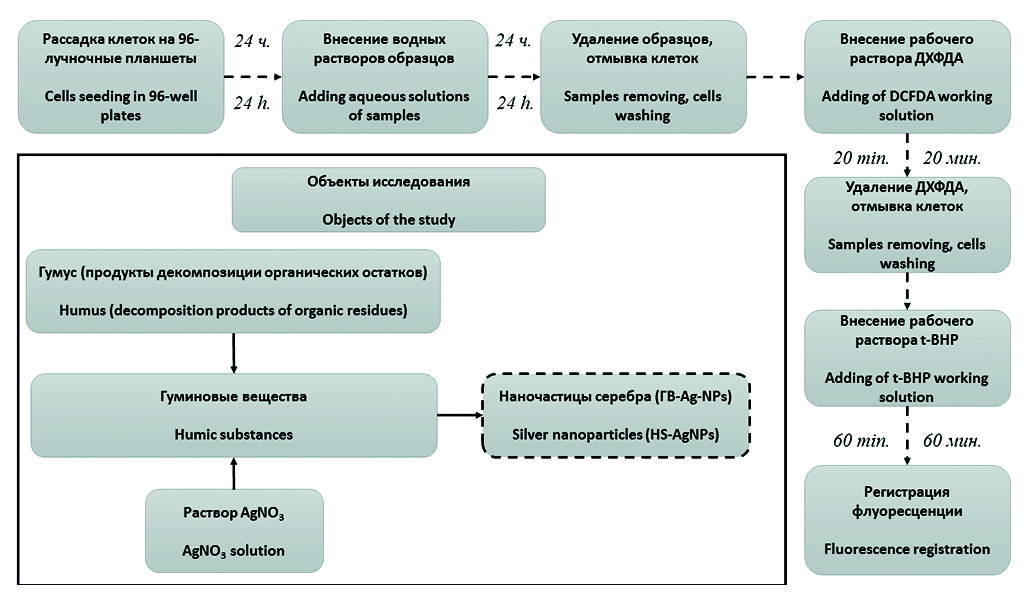 Рассадка клеток на 96-
лучночные планшеты
Cells seeding in 96-well
plates
24 ч.
24 h.
Внесение водных
растворов образцов
Adding aqueous solutions
of samples
24 ч.
24 h.
Удаление образцов,
отмывка клеток
Samples removing, cells
washing
Внесение рабочего
раствора ДХФДА
Adding of DCFDA working
solution
20 min.
20 мин.
Удаление ДХФДА,
отмывка клеток
Samples removing, cells
washing
Внесение рабочего
раствора t-BHP
Adding of t-BHP working
solution
60 min.
60 мин.
Регистрация
флуоресценции
Fluorescence registration
Объекты исследования
Objects of the study
Гумус (продукты декомпозиции органических остатков)
Humus (decomposition products of organic residues)
Гуминовые вещества
Humic substances
Наночастицы серебра (ГВ-Ag-NPs)
Silver nanoparticles (HS-AgNPs)
Раствор AgNO₃
AgNO₃ solution